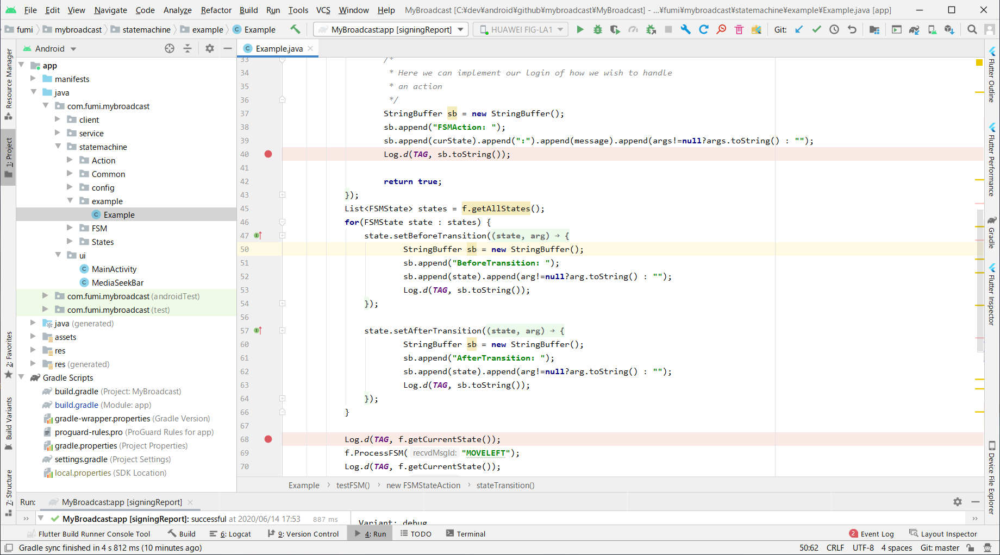 File Edit View Navigate Code Analyze Refactor Build Run Tools VCS Window Help MyBroadcast [C:¥dev¥android¥github¥mybroadcast¥MyBroadcast] - ...¥fumi¥mybroadcast¥statemachine¥example¥Example.java [app]
fumi mybroadcast statemachine example Example MyBroadcast:app [signingReport] HUAWEI FIG-LA1 Git:
Android
Example.java
Resource Manager
1: Project
2: Favorites
Build Variants
7: Structure
app
manifests
java
com.fumi.mybroadcast
client
service
statemachine
Action
Common
config
example
Example
FSM
States
ui
MainActivity
MediaSeekBar
com.fumi.mybroadcast (androidTest)
com.fumi.mybroadcast (test)
java (generated)
assets
res
res (generated)
Gradle Scripts
build.gradle (Project: MyBroadcast)
build.gradle (Module: app)
gradle-wrapper.properties (Gradle Version)
proguard-rules.pro (ProGuard Rules for app)
gradle.properties (Project Properties)
settings.gradle (Project Settings)
local.properties (SDK Location)
33 /*
34 * Here we can implement our login of how we wish to handle
35 * an action
36 */
37 StringBuffer sb = new StringBuffer();
38 sb.append("FSMAction: ");
39 sb.append(curState).append(":").append(message).append(args!=null?args.toString() : "");
40 Log.d(TAG, sb.toString());
41
42 return true;
43 });
45 List<FSMState> states = f.getAllStates();
46 for(FSMState state : states) {
47 state.setBeforeTransition((state, arg) → {
50 StringBuffer sb = new StringBuffer();
51 sb.append("BeforeTransition: ");
52 sb.append(state).append(arg!=null?arg.toString() : "");
53 Log.d(TAG, sb.toString());
54 });
56
57 state.setAfterTransition((state, arg) → {
60 StringBuffer sb = new StringBuffer();
61 sb.append("AfterTransition: ");
62 sb.append(state).append(arg!=null?arg.toString() : "");
63 Log.d(TAG, sb.toString());
64 });
66 }
67
68 Log.d(TAG, f.getCurrentState());
69 f.ProcessFSM( recvdMsgId: "MOVELEFT");
70 Log.d(TAG, f.getCurrentState());
Example > testFSM() > new FSMStateAction > stateTransition()
Flutter Outline
Flutter Performance
Gradle
Flutter Inspector
Device File Explorer
Run: MyBroadcast:app [signingReport]
MyBroadcast:app [signingReport]: successful at 2020/06/14 17:53 887 ms
Variant: debug
Flutter Build Runner Console Tool Build 6: Logcat 9: Version Control 4: Run TODO Terminal 2 Event Log Layout Inspector
Gradle sync finished in 4 s 812 ms (10 minutes ago) 50:62 CRLF UTF-8 4 spaces Git: master